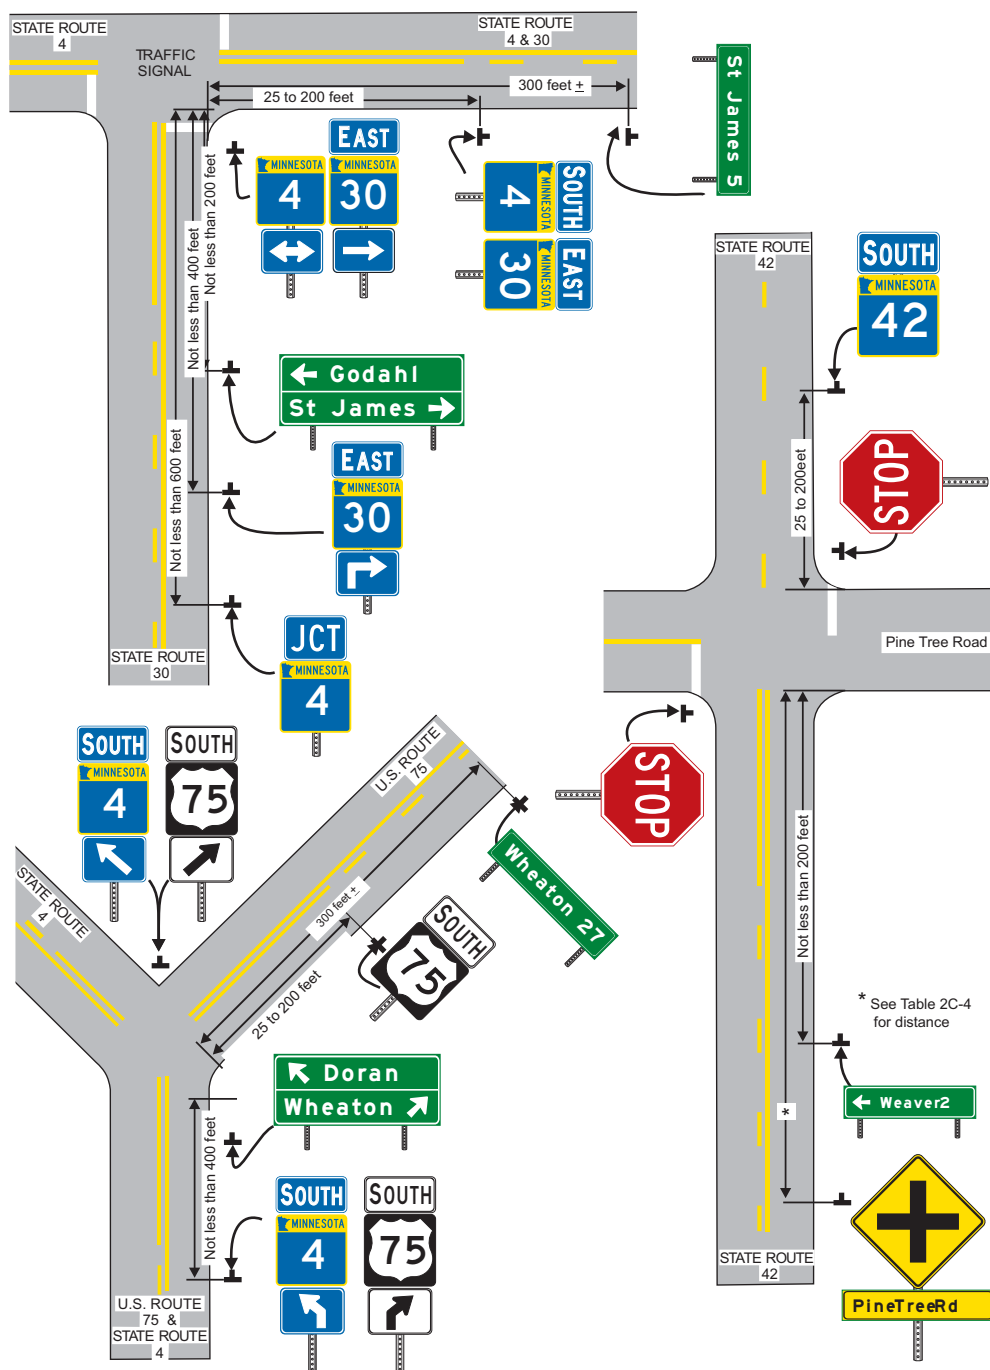 STATE ROUTE
4
TRAFFIC
SIGNAL
STATE ROUTE
4 & 30
300 feet ±
25 to 200 feet
St James 5
Not less than 200 feet
Not less than 400 feet
Not less than 600 feet
MINNESOTA
4
EAST
MINNESOTA
30
SOUTH
MINNESOTA
4
EAST
MINNESOTA
30
Godahl
St James
EAST
MINNESOTA
30
JCT
MINNESOTA
4
STATE ROUTE
30
STATE ROUTE
42
SOUTH
MINNESOTA
42
25 to 200eet
STOP
Pine Tree Road
STOP
Not less than 200 feet
*
* See Table 2C-4
for distance
Weaver2
PineTreeRd
STATE ROUTE
42
SOUTH
MINNESOTA
4
SOUTH
75
STATE ROUTE
4
U.S. ROUTE
75
300 feet ±
25 to 200 feet
Wheaton 27
SOUTH
75
Doran
Wheaton
Not less than 400 feet
SOUTH
MINNESOTA
4
SOUTH
75
U.S. ROUTE
75 &
STATE ROUTE
4